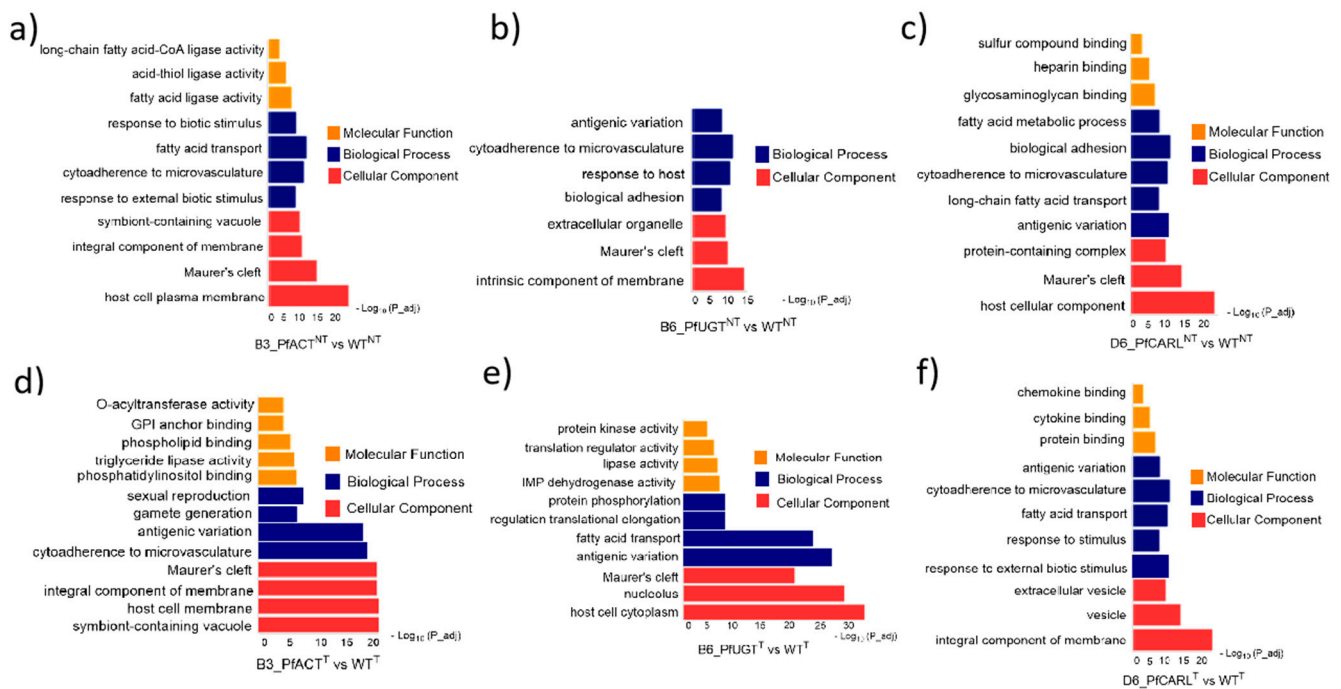 a)
long-chain fatty acid-CoA ligase activity
acid-thiol ligase activity
fatty acid ligase activity
response to biotic stimulus
fatty acid transport
cytoadherence to microvasculature
response to external biotic stimulus
symbiont-containing vacuole
integral component of membrane
Maurer's cleft
host cell plasma membrane
Molecular Function
Biological Process
Cellular Component
0 5 10 15 20
- Log10 (P_adj)
B3_PfACT^NT vs WT^NT
b)
antigenic variation
cytoadherence to microvasculature
response to host
biological adhesion
extracellular organelle
Maurer's cleft
intrinsic component of membrane
Biological Process
Cellular Component
0 5 10 15
- Log10 (P_adj)
B6_PfUGT^NT vs WT^NT
c)
sulfur compound binding
heparin binding
glycosaminoglycan binding
fatty acid metabolic process
biological adhesion
cytoadherence to microvasculature
long-chain fatty acid transport
antigenic variation
protein-containing complex
Maurer's cleft
host cellular component
Molecular Function
Biological Process
Cellular Component
0 5 10 15 20
- Log10 (P_adj)
D6_PfCARL^NT vs WT^NT
d)
O-acyltransferase activity
GPI anchor binding
phospholipid binding
triglyceride lipase activity
phosphatidylinositol binding
sexual reproduction
gamete generation
antigenic variation
cytoadherence to microvasculature
Maurer's cleft
integral component of membrane
host cell membrane
symbiont-containing vacuole
Molecular Function
Biological Process
Cellular Component
0 5 10 15 20
- Log10 (P_adj)
B3_PfACT^T vs WT^T
e)
protein kinase activity
translation regulator activity
lipase activity
IMP dehydrogenase activity
protein phosphorylation
regulation translational elongation
fatty acid transport
antigenic variation
Maurer's cleft
nucleolus
host cell cytoplasm
Molecular Function
Biological Process
Cellular Component
0 5 10 15 20 25 30
- Log10 (P_adj)
B6_PfUGT^T vs WT^T
f)
chemokine binding
cytokine binding
protein binding
antigenic variation
cytoadherence to microvasculature
fatty acid transport
response to stimulus
response to external biotic stimulus
extracellular vesicle
vesicle
integral component of membrane
Molecular Function
Biological Process
Cellular Component
0 5 10 15 20
- Log10 (P_adj)
D6_PfCARL^T vs WT^T